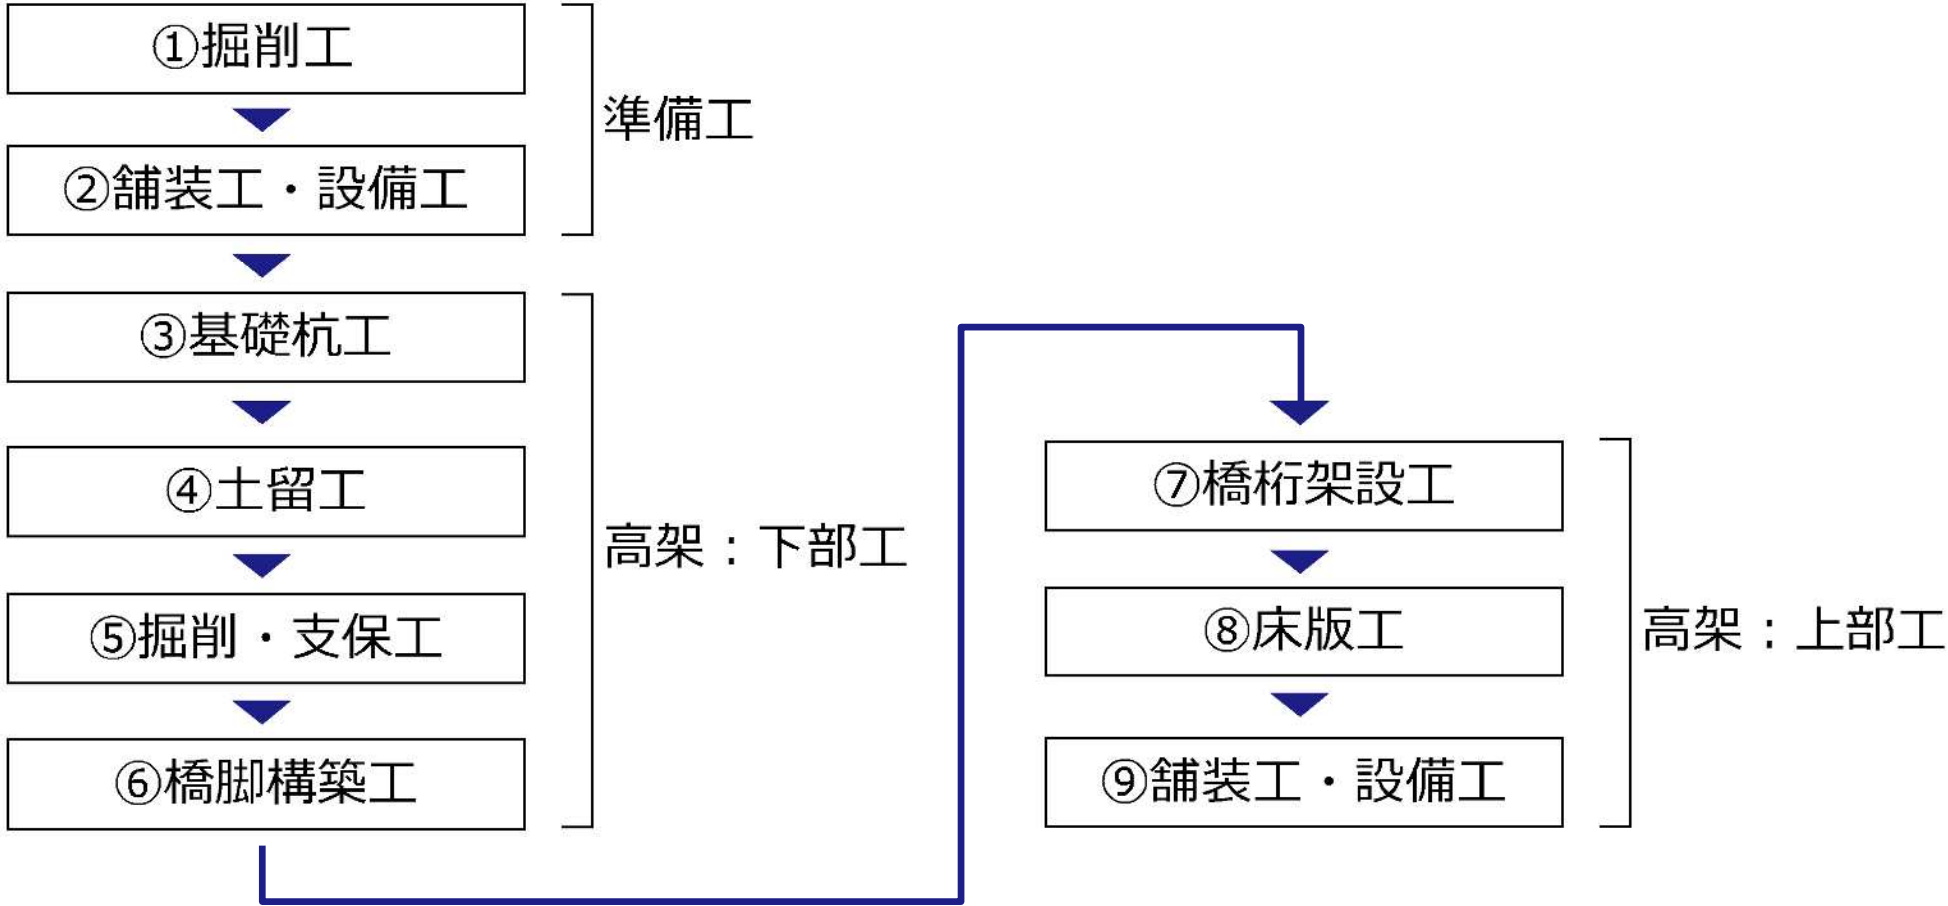 ①掘削工
②舗装工・設備工
準備工
③基礎杭工
④土留工
⑤掘削・支保工
⑥橋脚構築工
高架：下部工
⑦橋桁架設工
⑧床版工
⑨舗装工・設備工
高架：上部工